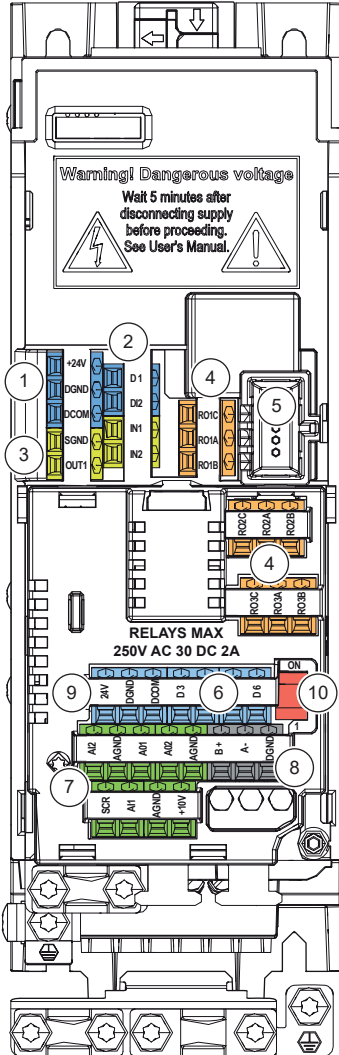 Warning! Dangerous voltage
Wait 5 minutes after
disconnecting supply
before proceeding.
See User's Manual.
2
1
+24V
DGND
DCOM
3
SGND
OUT1
D1
DI2
IN1
IN2
4
RO1C
RO1A
RO1B
5
RO2C
RO2A
RO2B
4
RO3C
RO3A
RO3B
RELAYS MAX
250V AC 30 DC 2A
9
24V
DGND
DCOM
D3
6
D6
ON
1
10
AI2
AGND
A01
A02
AGND
B+
A-
DGND
8
7
SCR
AI1
AGND
+10V